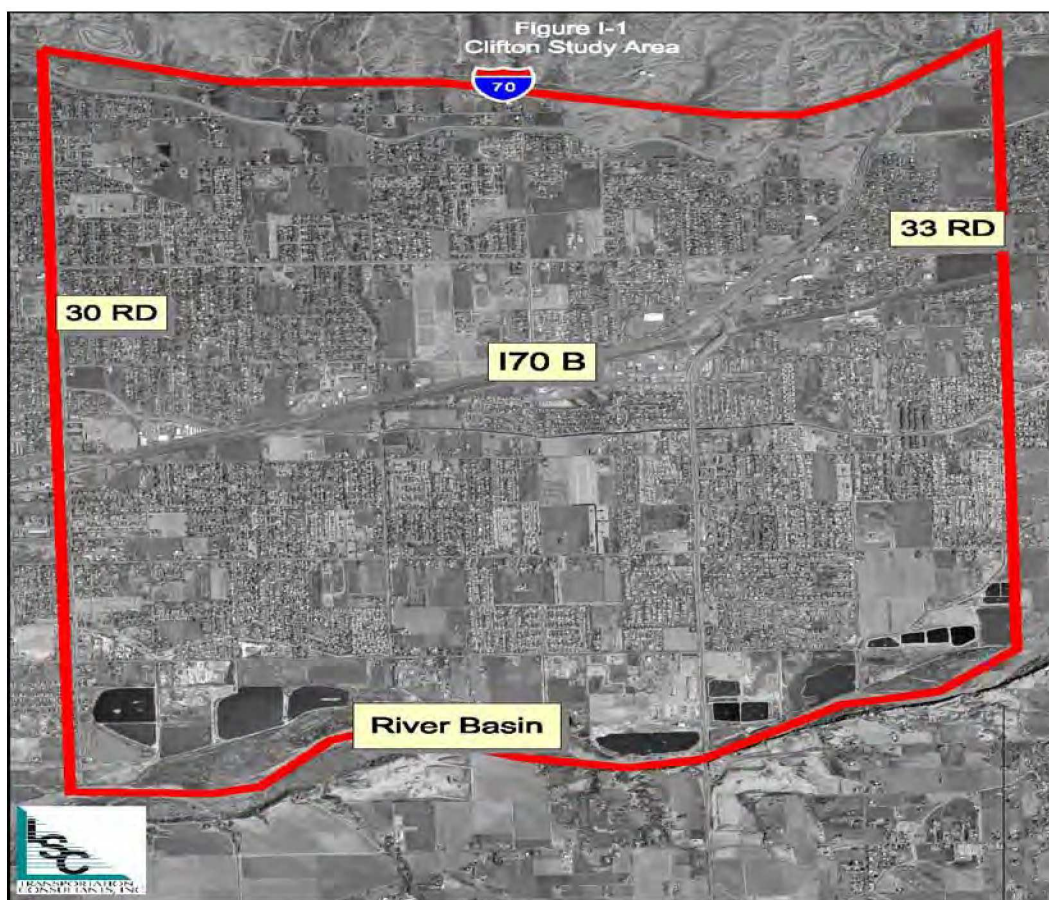 Figure I-1
Clifton Study Area
70
33 RD
30 RD
I70 B
River Basin
LSC
TRANSPORTATION
CONSULTANTS, INC.